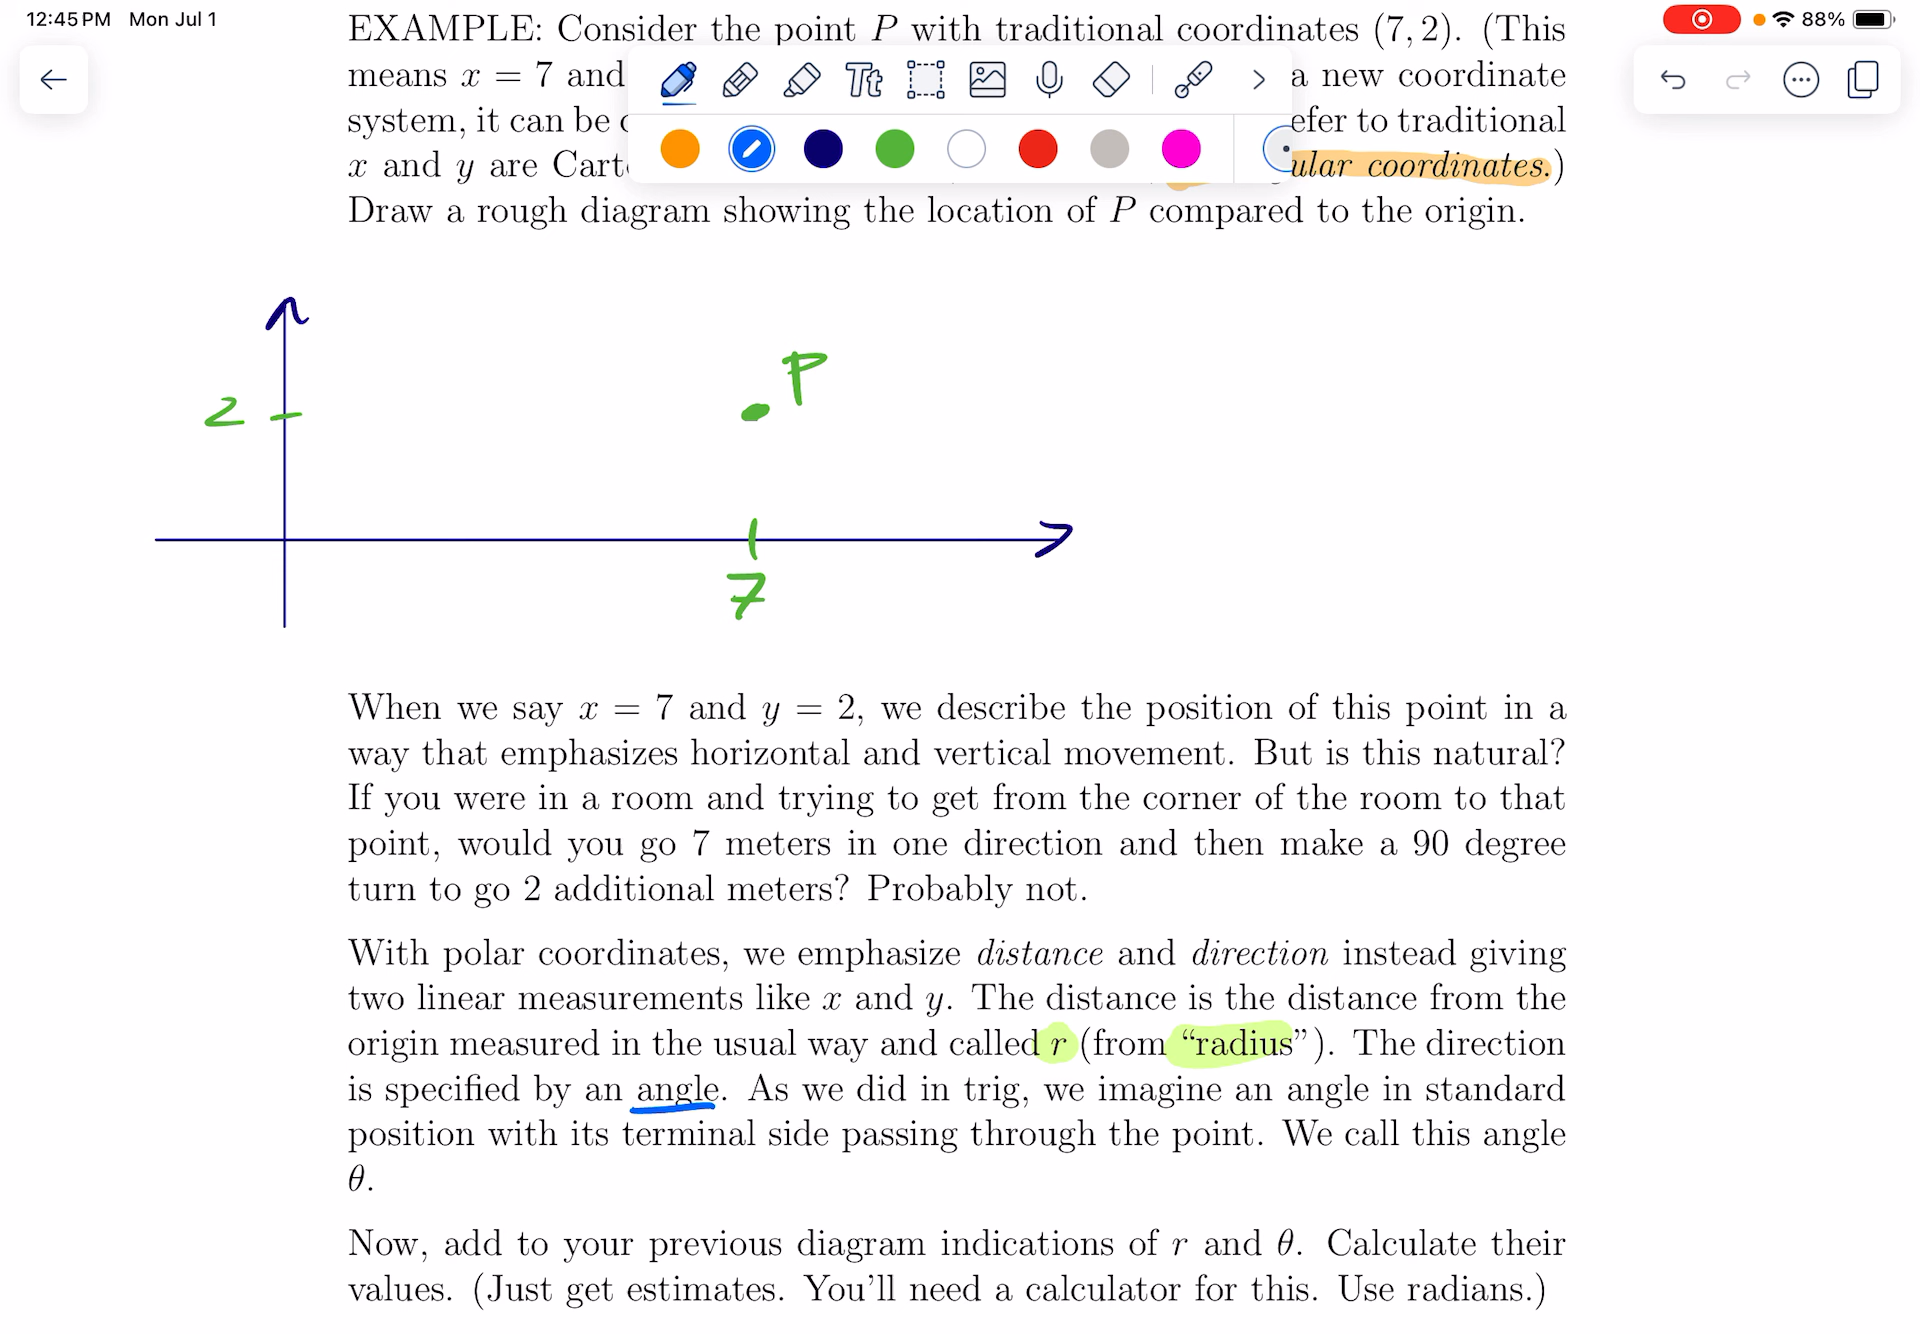 12:45 PM Mon Jul 1
88%
EXAMPLE: Consider the point P with traditional coordinates (7, 2). (This
means x = 7 and a new coordinate
system, it can be efer to traditional
x and y are Cart ular coordinates.)
Draw a rough diagram showing the location of P compared to the origin.
Tt
P
2
7
When we say x = 7 and y = 2, we describe the position of this point in a
way that emphasizes horizontal and vertical movement. But is this natural?
If you were in a room and trying to get from the corner of the room to that
point, would you go 7 meters in one direction and then make a 90 degree
turn to go 2 additional meters? Probably not.
With polar coordinates, we emphasize distance and direction instead giving
two linear measurements like x and y. The distance is the distance from the
origin measured in the usual way and called r (from “radius”). The direction
is specified by an angle. As we did in trig, we imagine an angle in standard
position with its terminal side passing through the point. We call this angle
θ.
Now, add to your previous diagram indications of r and θ. Calculate their
values. (Just get estimates. You’ll need a calculator for this. Use radians.)